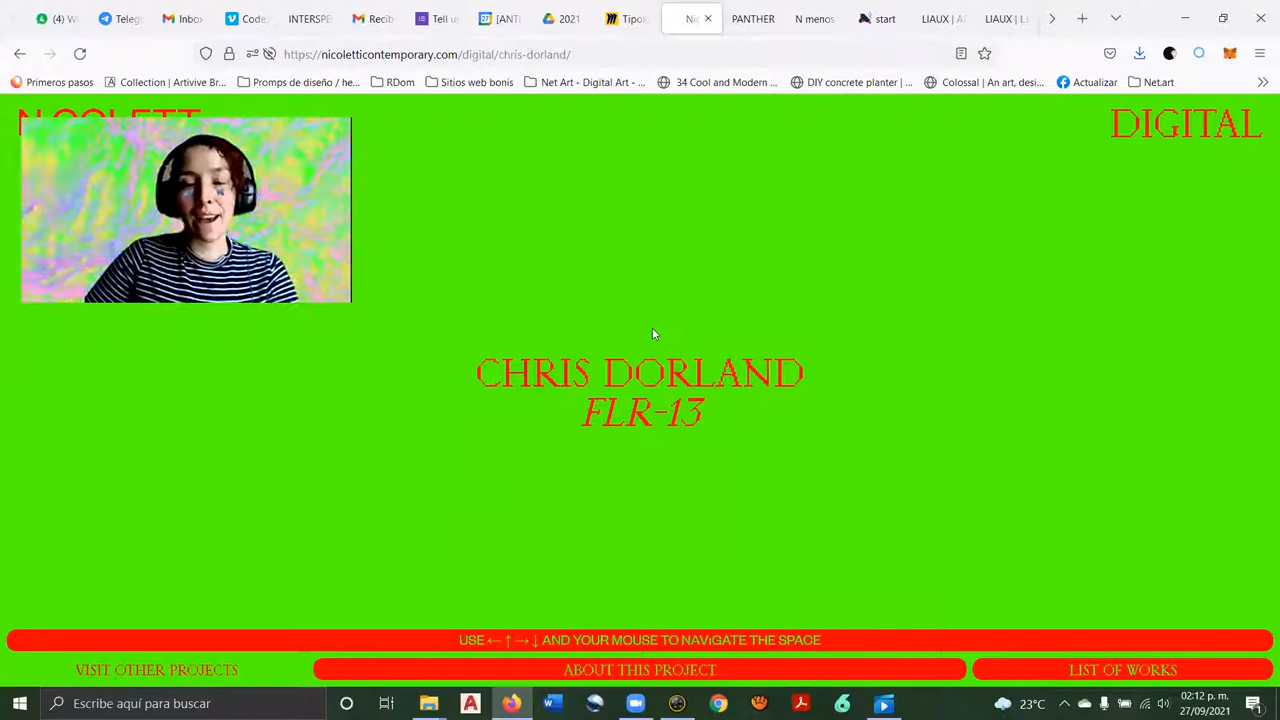 (4) W
Teleg
Inbox
Code,
INTERSPE
Recib
Tell us
[ANTI
2021
Tipo
Nic
PANTHER
N menos
start
LIAUX | A
LIAUX | L
https://nicoletticontemporary.com/digital/chris-dorland/
Primeros pasos
Collection | Artivive Br...
Promps de diseño / he...
RDom
Sitios web bonis
Net Art - Digital Art - ...
34 Cool and Modern ...
DIY concrete planter | ...
Colossal | An art, desi...
Actualizar
Net.art
DIGITAL
CHRIS DORLAND
FLR-13
USE ← ↑ → ↓ AND YOUR MOUSE TO NAViGATE THE SPACE
VISIT OTHER PROJECTS
ABOUT THIS PROJECT
LIST OF WORKS
Escribe aquí para buscar
23°C
02:12 p. m.
27/09/2021